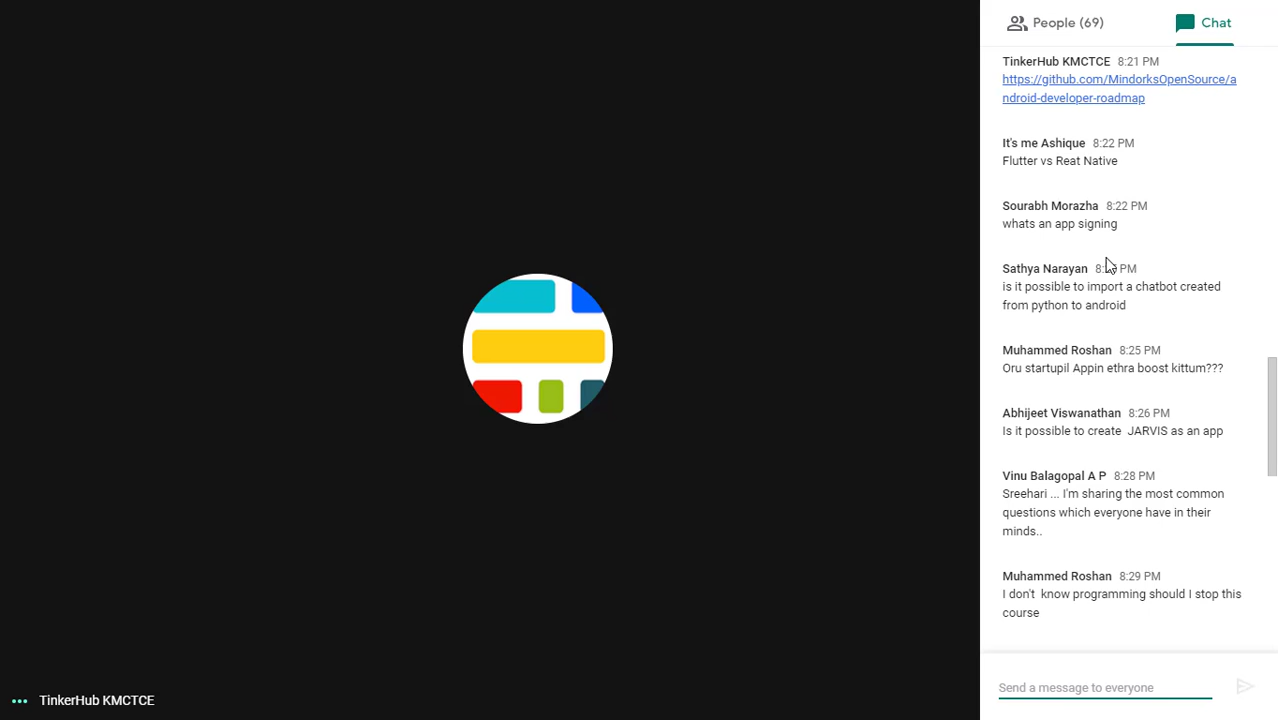 People (69)
Chat
TinkerHub KMCTCE 8:21 PM
https://github.com/MindorksOpenSource/a
ndroid-developer-roadmap
It's me Ashique 8:22 PM
Flutter vs Reat Native
Sourabh Morazha 8:22 PM
whats an app signing
Sathya Narayan 8: PM
is it possible to import a chatbot created
from python to android
Muhammed Roshan 8:25 PM
Oru startupil Appin ethra boost kittum???
Abhijeet Viswanathan 8:26 PM
Is it possible to create JARVIS as an app
Vinu Balagopal A P 8:28 PM
Sreehari ... I'm sharing the most common
questions which everyone have in their
minds..
Muhammed Roshan 8:29 PM
I don't know programming should I stop this
course
Send a message to everyone
TinkerHub KMCTCE